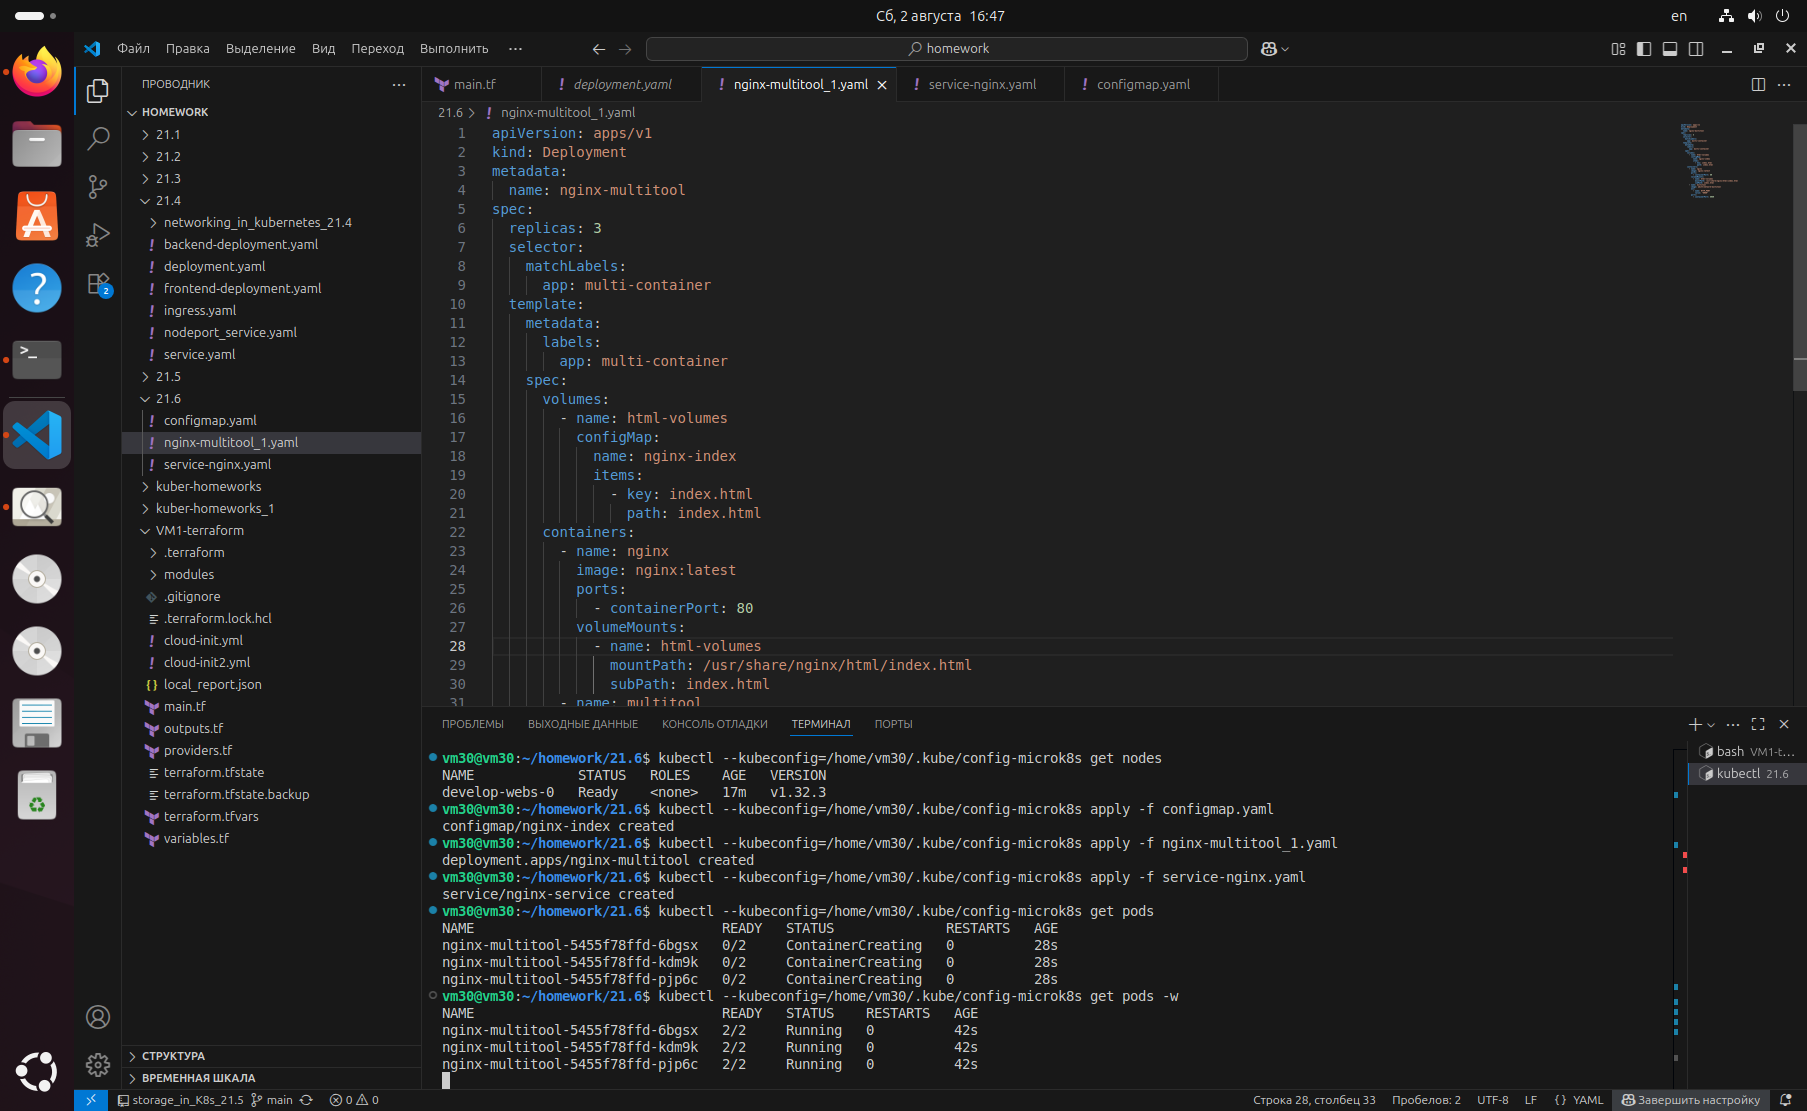 Сб, 2 августа 16:47
en
Файл Правка Выделение Вид Переход Выполнить ···
homework
ПРОВОДНИК ···
HOMEWORK
21.1
21.2
21.3
21.4
networking_in_kubernetes_21.4
backend-deployment.yaml
deployment.yaml
frontend-deployment.yaml
ingress.yaml
nodeport_service.yaml
service.yaml
21.5
21.6
configmap.yaml
nginx-multitool_1.yaml
service-nginx.yaml
kuber-homeworks
kuber-homeworks_1
VM1-terraform
.terraform
modules
.gitignore
.terraform.lock.hcl
cloud-init.yml
cloud-init2.yml
local_report.json
main.tf
outputs.tf
providers.tf
terraform.tfstate
terraform.tfstate.backup
terraform.tfvars
variables.tf
СТРУКТУРА
ВРЕМЕННАЯ ШКАЛА
2
main.tf ! deployment.yaml ! nginx-multitool_1.yaml ! service-nginx.yaml ! configmap.yaml
21.6 > ! nginx-multitool_1.yaml
1 apiVersion: apps/v1
2 kind: Deployment
3 metadata:
4   name: nginx-multitool
5 spec:
6   replicas: 3
7   selector:
8     matchLabels:
9       app: multi-container
10   template:
11     metadata:
12       labels:
13         app: multi-container
14     spec:
15       volumes:
16         - name: html-volumes
17           configMap:
18             name: nginx-index
19             items:
20               - key: index.html
21                 path: index.html
22       containers:
23         - name: nginx
24           image: nginx:latest
25           ports:
26             - containerPort: 80
27           volumeMounts:
28             - name: html-volumes
29               mountPath: /usr/share/nginx/html/index.html
30               subPath: index.html
31         - name: multitool
ПРОБЛЕМЫ ВЫХОДНЫЕ ДАННЫЕ КОНСОЛЬ ОТЛАДКИ ТЕРМИНАЛ ПОРТЫ
vm30@vm30:~/homework/21.6$ kubectl --kubeconfig=/home/vm30/.kube/config-microk8s get nodes
NAME STATUS ROLES AGE VERSION
develop-webs-0 Ready <none> 17m v1.32.3
vm30@vm30:~/homework/21.6$ kubectl --kubeconfig=/home/vm30/.kube/config-microk8s apply -f configmap.yaml
configmap/nginx-index created
vm30@vm30:~/homework/21.6$ kubectl --kubeconfig=/home/vm30/.kube/config-microk8s apply -f nginx-multitool_1.yaml
deployment.apps/nginx-multitool created
vm30@vm30:~/homework/21.6$ kubectl --kubeconfig=/home/vm30/.kube/config-microk8s apply -f service-nginx.yaml
service/nginx-service created
vm30@vm30:~/homework/21.6$ kubectl --kubeconfig=/home/vm30/.kube/config-microk8s get pods
NAME READY STATUS RESTARTS AGE
nginx-multitool-5455f78ffd-6bgsx 0/2 ContainerCreating 0 28s
nginx-multitool-5455f78ffd-kdm9k 0/2 ContainerCreating 0 28s
nginx-multitool-5455f78ffd-pjp6c 0/2 ContainerCreating 0 28s
vm30@vm30:~/homework/21.6$ kubectl --kubeconfig=/home/vm30/.kube/config-microk8s get pods -w
NAME READY STATUS RESTARTS AGE
nginx-multitool-5455f78ffd-6bgsx 2/2 Running 0 42s
nginx-multitool-5455f78ffd-kdm9k 2/2 Running 0 42s
nginx-multitool-5455f78ffd-pjp6c 2/2 Running 0 42s
bash VM1-t...
kubectl 21.6
storage_in_K8s_21.5 main 0 0 Строка 28, столбец 33 Пробелов: 2 UTF-8 LF {} YAML Завершить настройку